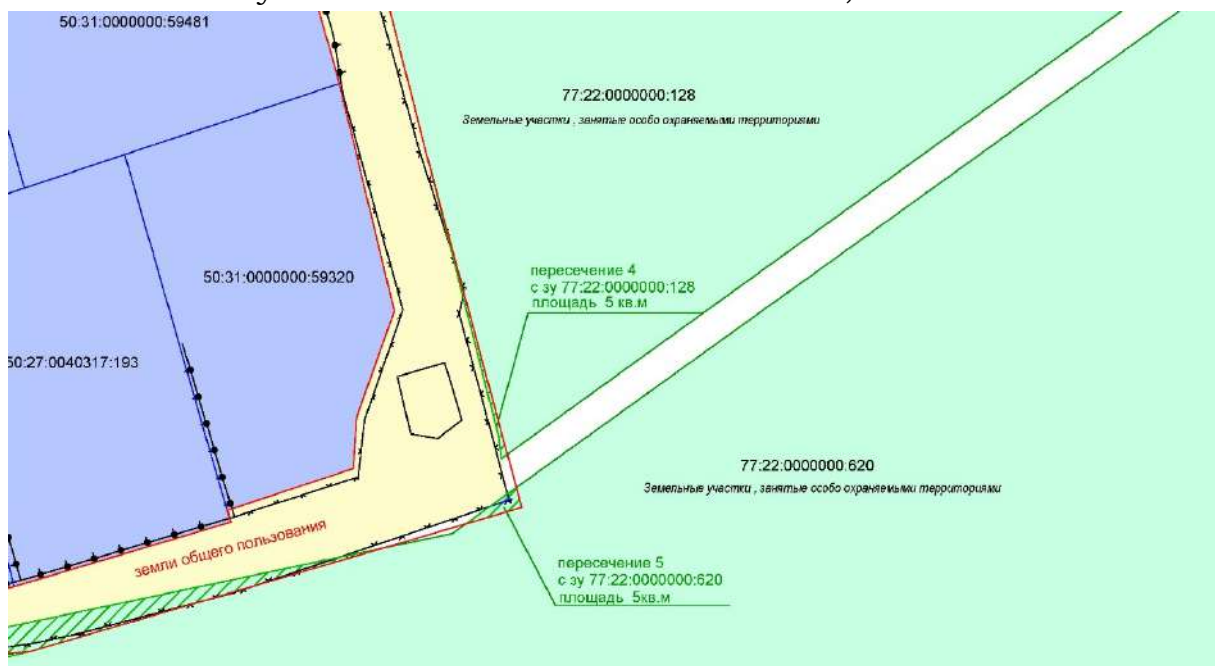 50:31:0000000:59481
77:22:0000000:128
Земельные участки , занятые особо охраняемыми территориями
50:31:0000000:59320
пересечение 4
с зу 77:22:0000000:128
площадь 5 кв.м
50:27:0040317:193
77:22:0000000:620
Земельные участки , занятые особо охраняемыми территориями
земли общего пользования
пересечение 5
с зу 77:22:0000000:620
площадь 5кв.м